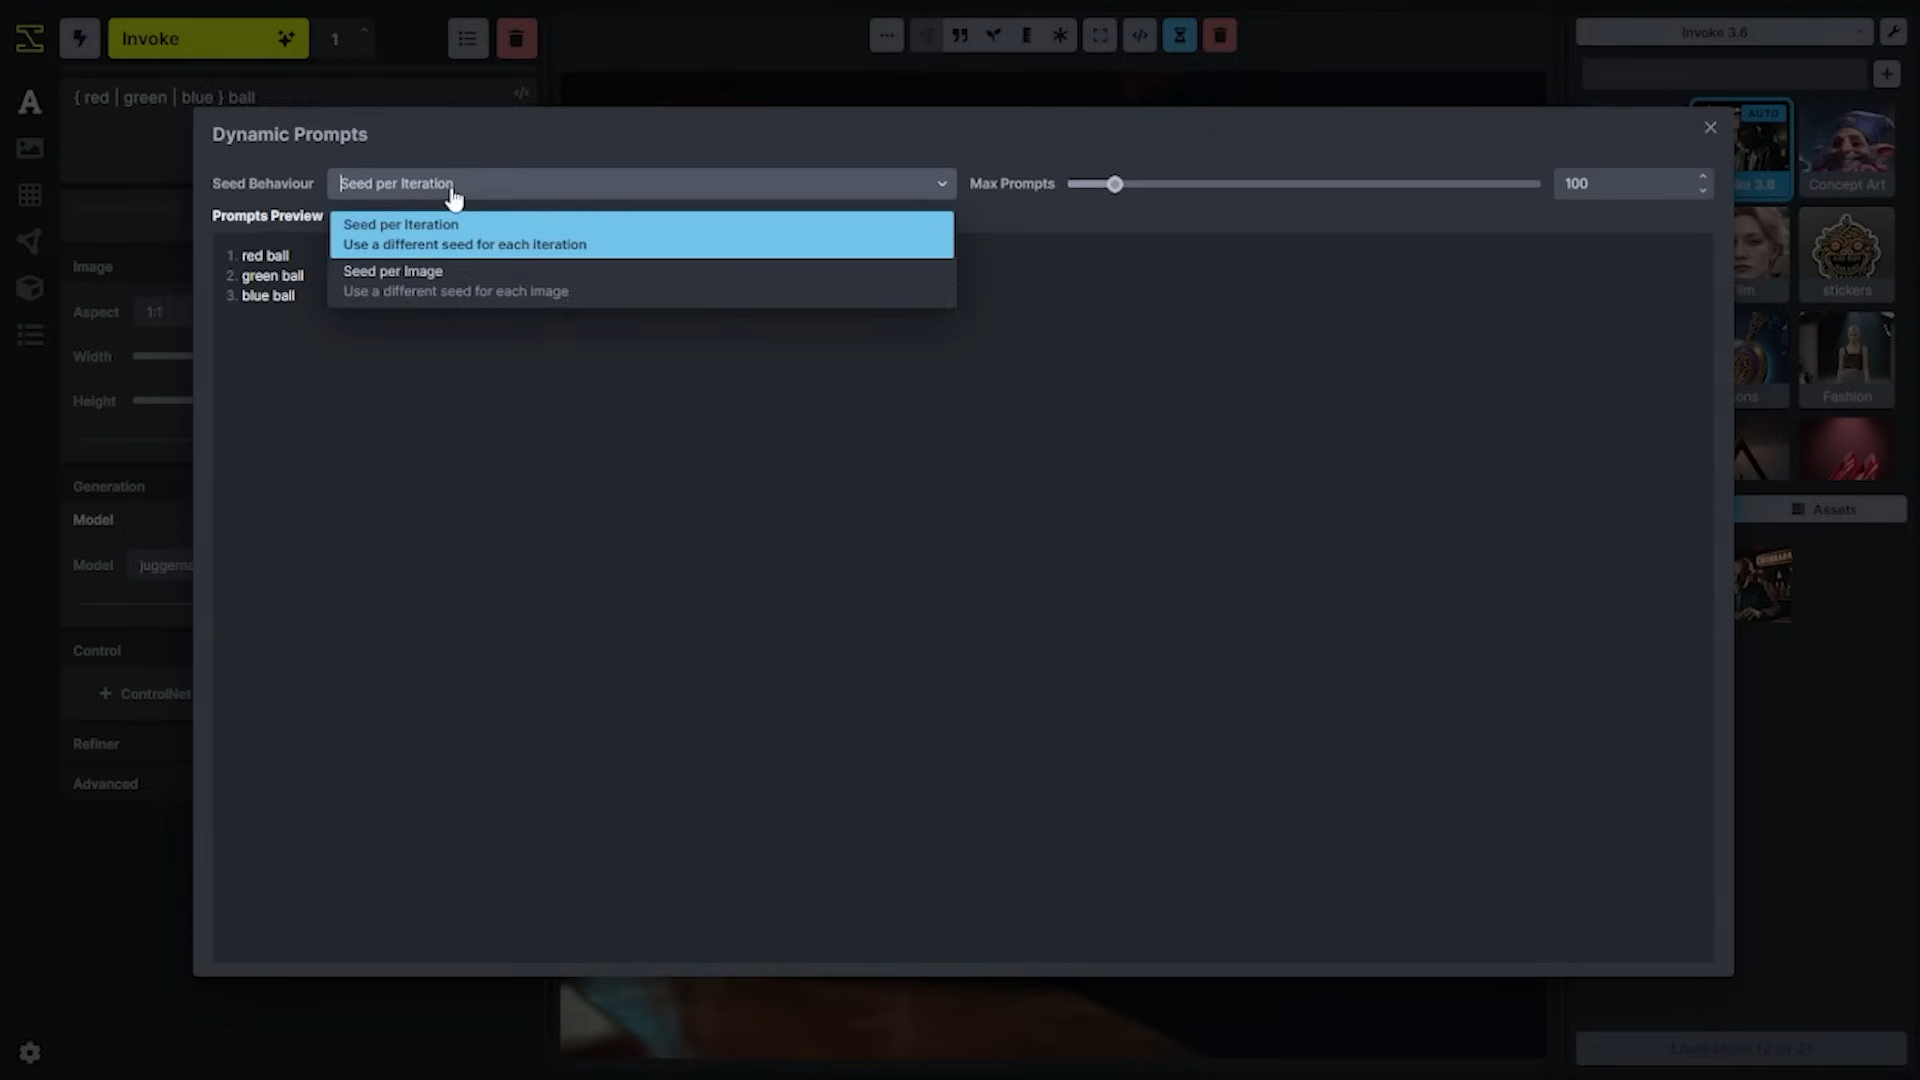 Invoke
1
Invoke 3.6
{ red | green | blue } ball
Dynamic Prompts
AUTO
Seed Behaviour
Seed per Iteration
Max Prompts
100
Concept Art
Prompts Preview
Seed per Iteration
Use a different seed for each iteration
Seed per Image
Use a different seed for each image
1. red ball
2. green ball
3. blue ball
Image
stickers
Aspect
1:1
Width
Height
Fashion
Generation
Assets
Model
Model
juggerna
Control
+ ControlNet
Refiner
Advanced